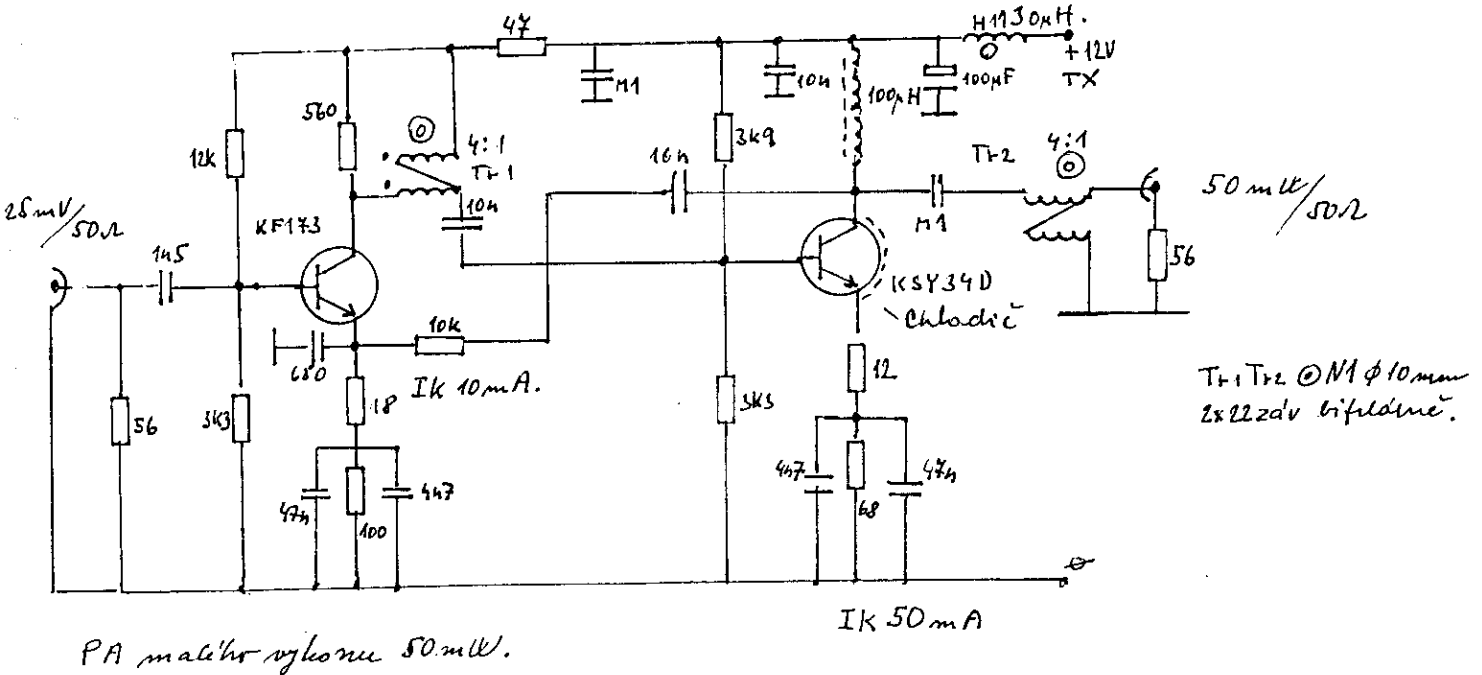 47
H1130µH.
+12V
TX
560
M1
10n
100µH
100µF
12k
4:1
Tr1
3k9
16n
Tr2
4:1
10n
25mV/50Ω
50mW/50Ω
KF173
M1
1n5
56
KSY34D
Chladič
10k
680
Ik 10mA.
12
Tr1 Tr2 N1 φ10mm
2x22záv bifilárně.
56
3k3
18
3k3
4n7
47n
68
47n
4n7
100
Ik 50mA
PA malého výkonu 50mW.